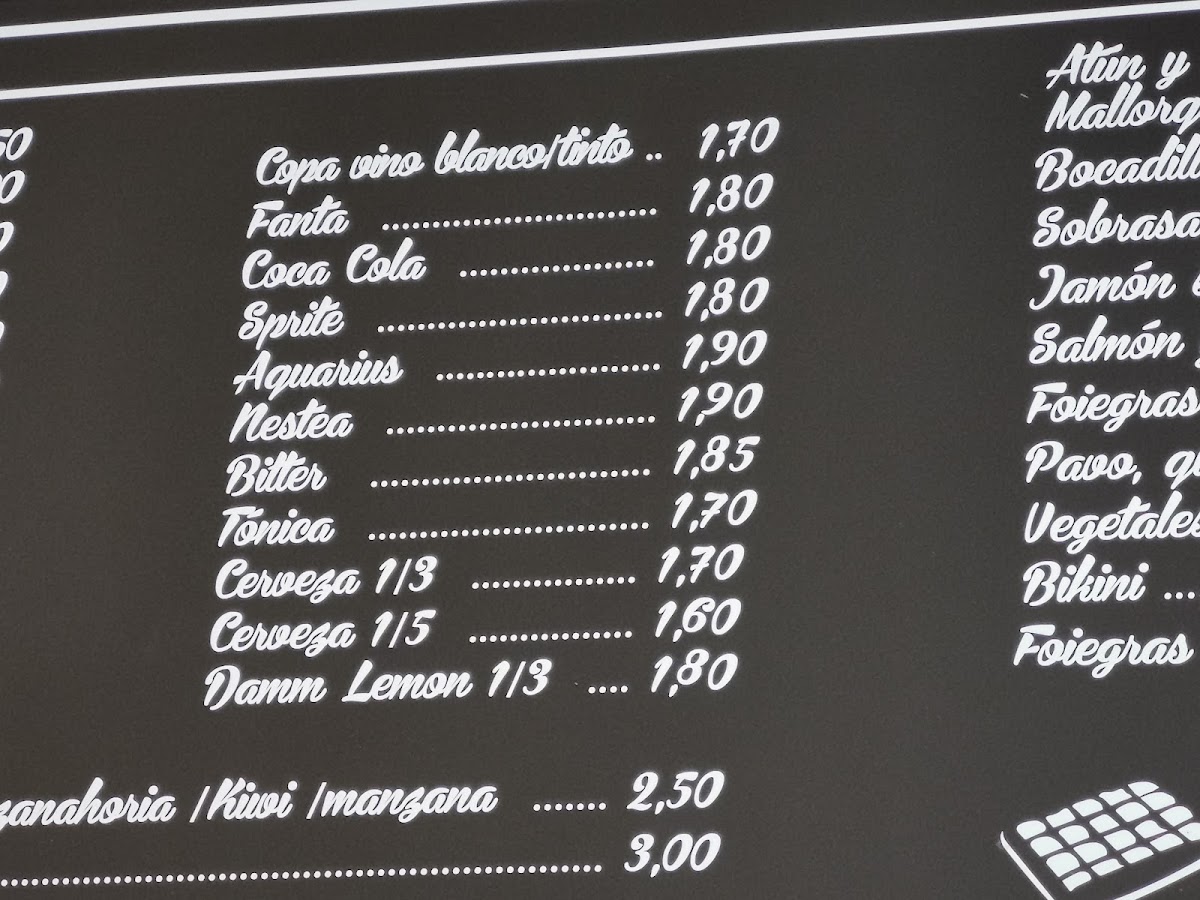 Copa vino blanco/tinto .. 1,70
Fanta ............................ 1,80
Coca Cola .................... 1,80
Sprite ............................. 1,80
Aquarius ....................... 1,90
Nestea ........................... 1,90
Bitter ............................ 1,85
Tónica ............................ 1,70
Cerveza 1/3 ................. 1,70
Cerveza 1/5 ................. 1,60
Damm Lemon 1/3 .... 1,80
zanahoria /Kiwi /manzana ....... 2,50
............................................................ 3,00
Atún y
Bocadill
Sobrasa
Jamón
Salmón
Foiegras
Pavo,
Vegetales
Bikini ...
Foiegras